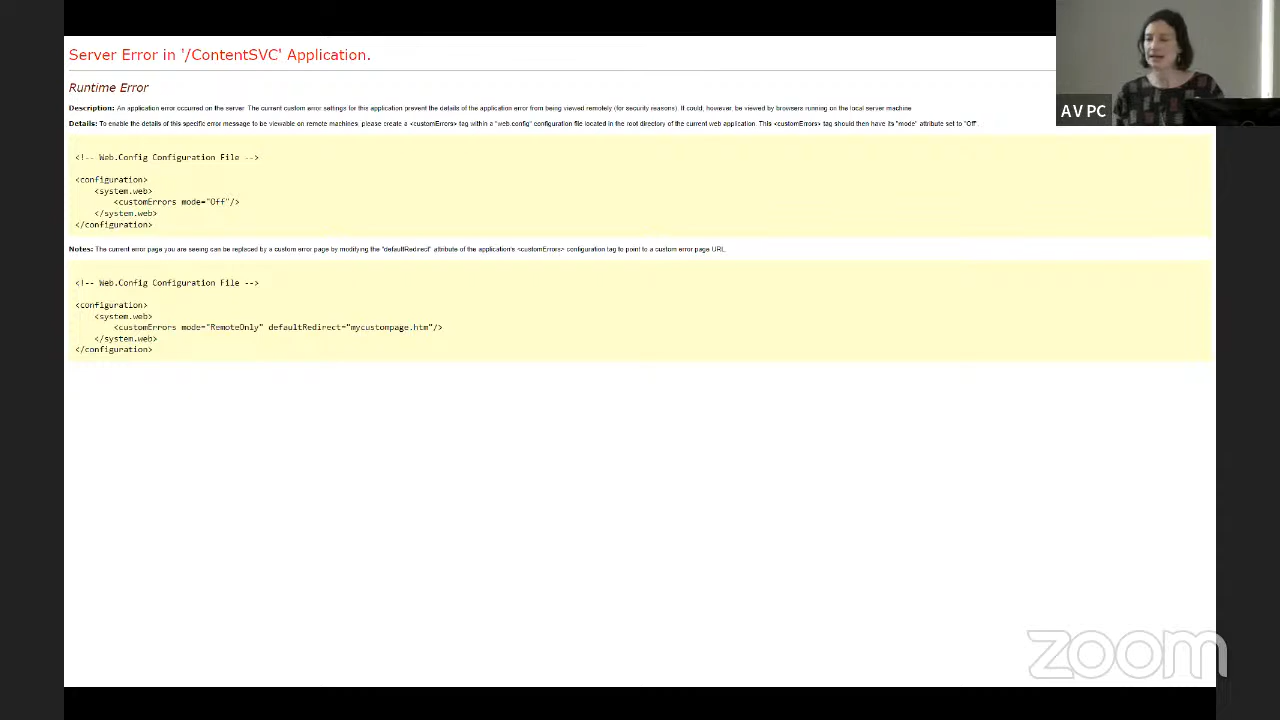 Server Error in '/ContentSVC' Application.
Runtime Error
Description: An application error occurred on the server. The current custom error settings for this application prevent the details of the application error from being viewed remotely (for security reasons). It could, however, be viewed by browsers running on the local server machine
Details: To enable the details of this specific error message to be viewable on remote machines, please create a <customErrors> tag within a "web.config" configuration file located in the root directory of the current web application. This <customErrors> tag should then have its "mode" attribute set to "Off".
<!-- Web.Config Configuration File -->
<configuration>
<system.web>
<customErrors mode="Off"/>
</system.web>
</configuration>
Notes: The current error page you are seeing can be replaced by a custom error page by modifying the "defaultRedirect" attribute of the application's <customErrors> configuration tag to point to a custom error page URL.
<!-- Web.Config Configuration File -->
<configuration>
<system.web>
<customErrors mode="RemoteOnly" defaultRedirect="mycustompage.htm"/>
</system.web>
</configuration>
AV PC
zoom